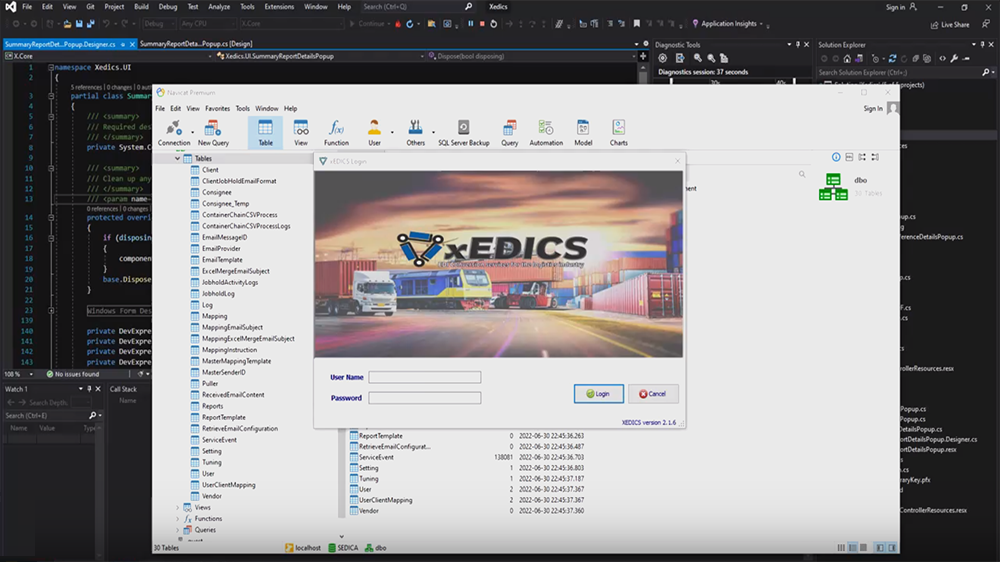 File Edit View Git Project Build Debug Test Analyze Tools Extensions Window Help Search (Ctrl+Q) Xedics Sign in
Debug Any CPU X.Core Continue Application Insights Live Share
SummaryReportDet...Popup.Designer.cs SummaryReportDeta...Popup.cs [Design]
X.Core Xedics.UI.SummaryReportDetailsPopup Dispose(bool disposing)
Diagnostic Tools
Diagnostics session: 37 seconds
Solution Explorer
Search Solution Explorer
1 namespace Xedics.UI
2 {
5 references | 0 changes | 0 aut
3 partial class Summar
4 {
5 /// <summary>
6 /// Required des
7 /// </summary>
8 private System.Co
9
10 /// <summary>
11 /// Clean up any
12 /// </summary>
13 /// <param name=
0 references | 0 changes | 0
14 protected overri
15 {
16 if (disposin
17 {
18 componen
19 }
20 base.Dispose
21 }
22
23 Windows Form Des
140 private DevExpre
141 private DevExpre
142 private DevExpre
143 private DevExpre
108 % No issues found
Watch 1 Call Stack
Search (Ctrl+E) Search Depth:
Name Value Type
Name
Navicat Premium
File Edit View Favorites Tools Window Help Sign In
Connection New Query Table View Function User Others SQL Server Backup Query Automation Model Charts
Tables
Client
ClientJobHoldEmailFormat
Consignee
Consignee_Temp
ContainerChainCSVProcess
ContainerChainCSVProcessLogs
EmailMessageID
EmailProvider
EmailTemplate
ExcelMergeEmailSubject
JobholdActivityLogs
JobholdLog
Log
Mapping
MappingEmailSubject
MappingExcelMergeEmailSubject
MappingInstruction
MasterMappingTemplate
MasterSenderID
Puller
ReceivedEmailContent
Reports
ReportTemplate
RetrieveEmailConfiguration
ServiceEvent
Setting
Tuning
User
UserClientMapping
Vendor
Views
Functions
Queries
30 Tables localhost SEDICA dbo
xEDICS Login
xEDICS
User Name
Password
Login Cancel
XEDICS version 2.1.6
ment
dbo
30 Tables
ReportTemplate 0 2022-06-30 22:45:36.263
RetrieveEmailConfigurat... 0 2022-06-30 22:45:36.487
ServiceEvent 138081 2022-06-30 22:45:36.703
Setting 1 2022-06-30 22:45:36.803
Tuning 1 2022-06-30 22:45:37.187
User 2 2022-06-30 22:45:37.367
UserClientMapping 2 2022-06-30 22:45:37.367
Vendor 0 2022-06-30 22:45:37.360
ferenceDetailsPopup.cs
ControllerResources.resx
Popup.cs
DetailsPopup.cs
ortDetailsPopup.Designer.cs
ortDetailsPopup.resx
raryKey.pfx
ControllerResources.resx